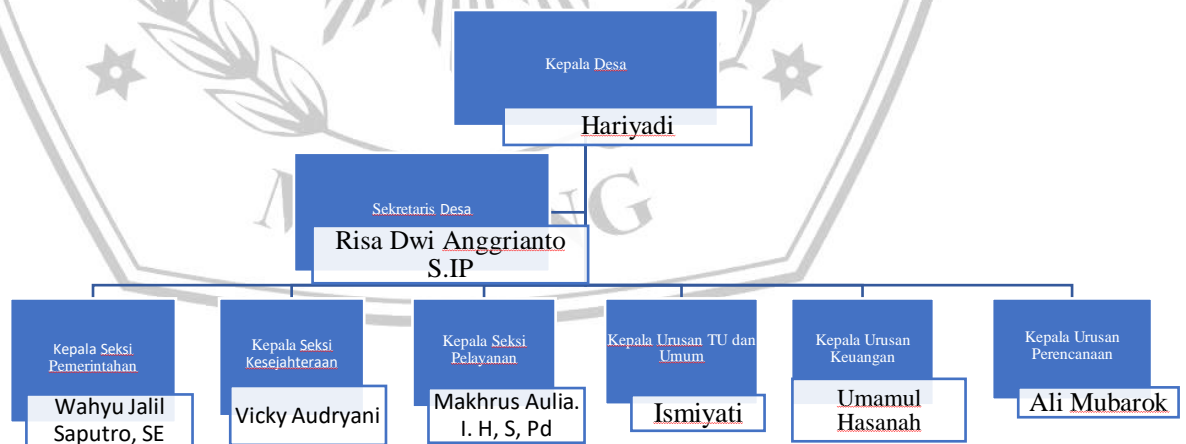 Kepala Desa
Hariyadi
Sekretaris Desa
Risa Dwi Anggrianto
S.IP
Kepala Seksi
Pemerintahan
Wahyu Jalil
Saputro, SE
Kepala Seksi
Kesejahteraan
Vicky Audryani
Kepala Seksi
Pelayanan
Makhrus Aulia.
I. H, S, Pd
Kepala Urusan TU dan
Umum
Ismiyati
Kepala Urusan
Keuangan
Umamul
Hasanah
Kepala Urusan
Perencanaan
Ali Mubarok